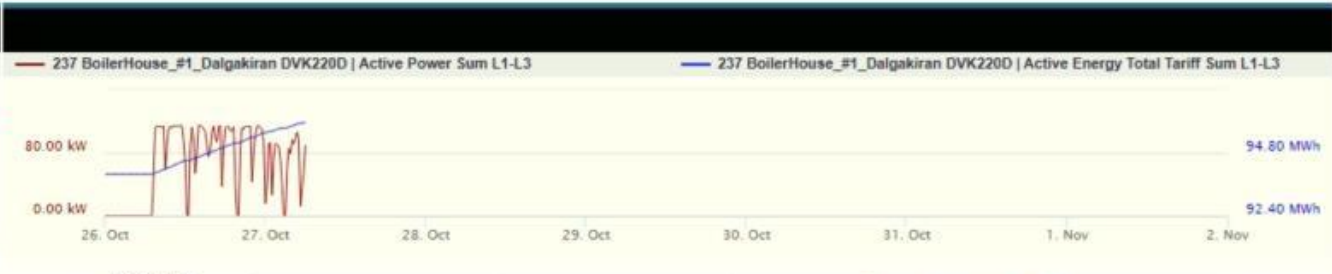 237 BoilerHouse_#1_Dalgakiran DVK220D | Active Power Sum L1-L3
237 BoilerHouse_#1_Dalgakiran DVK220D | Active Energy Total Tariff Sum L1-L3
80.00 kW
94.80 MWh
0.00 kW
92.40 MWh
26. Oct 27. Oct 28. Oct 29. Oct 30. Oct 31. Oct 1. Nov 2. Nov